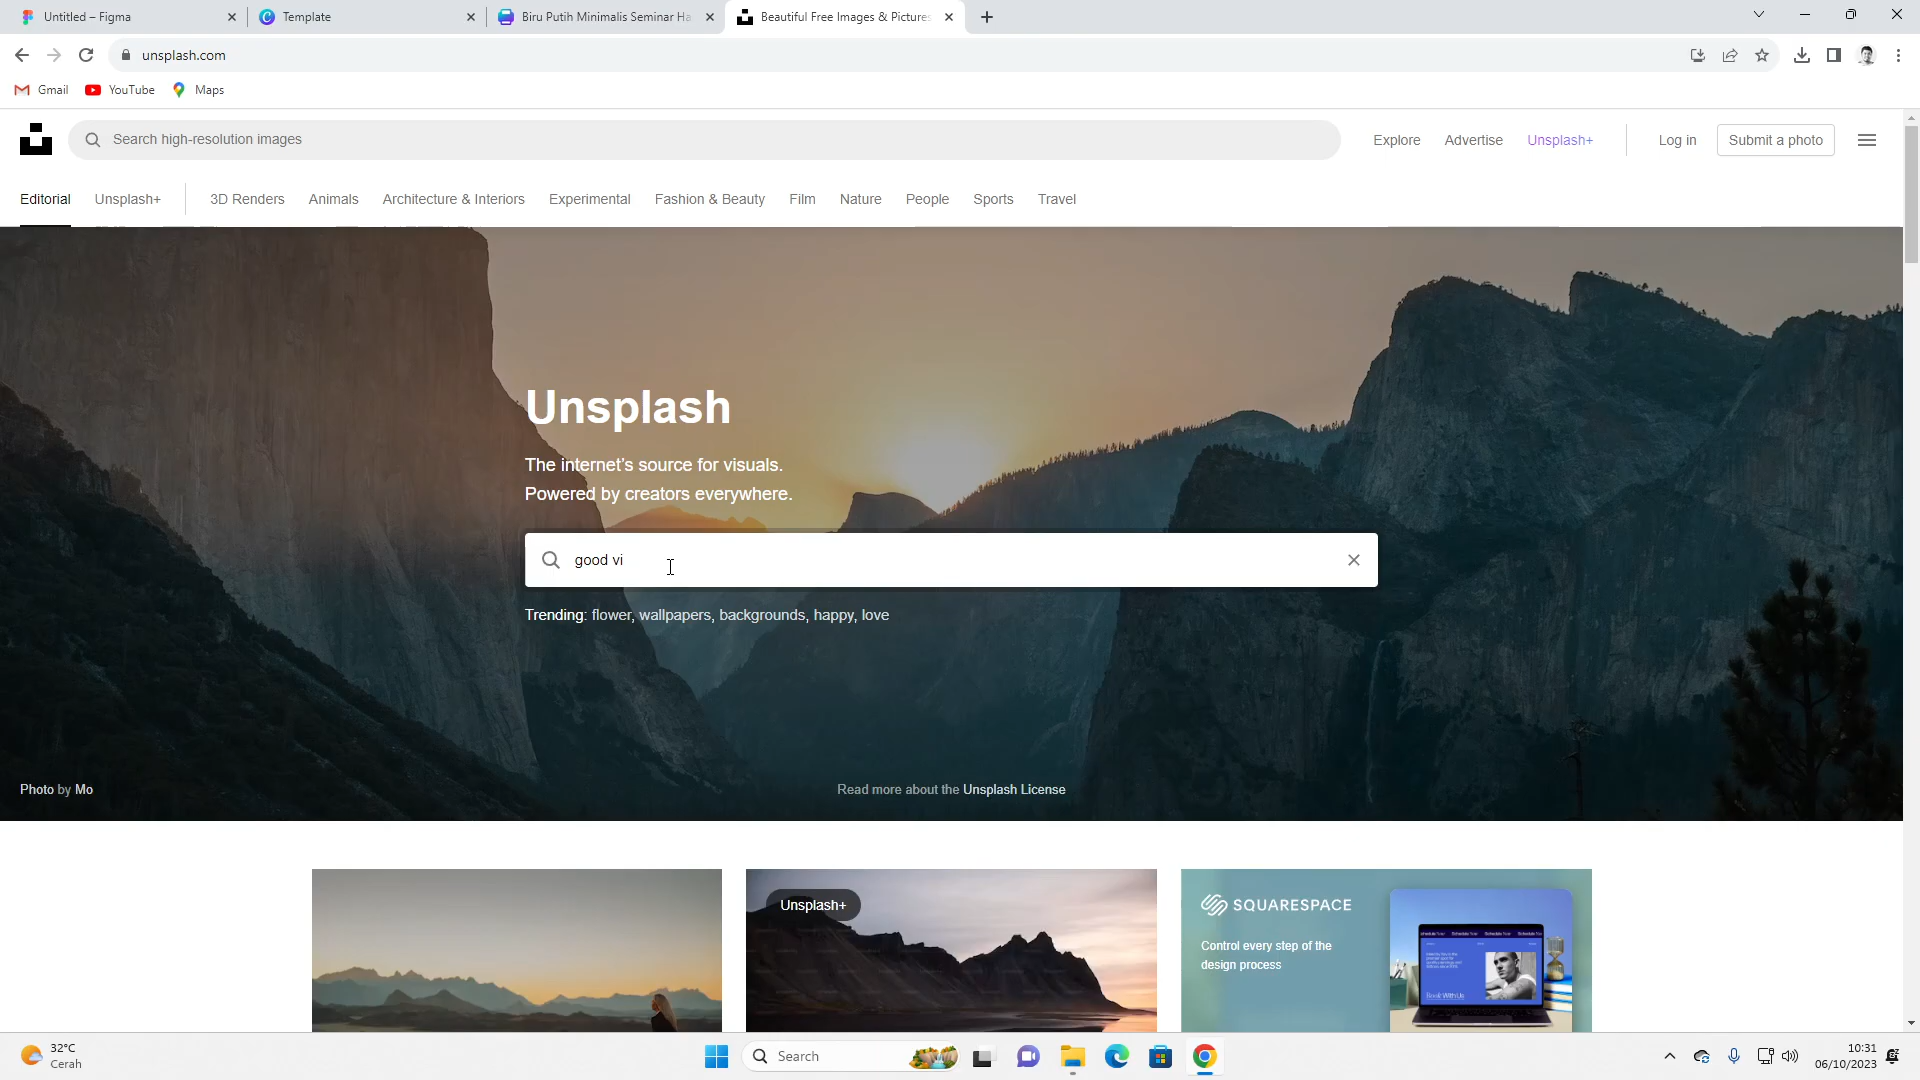 Untitled – Figma
Template
Biru Putih Minimalis Seminar Ha
Beautiful Free Images & Pictures
unsplash.com
Gmail
YouTube
Maps
Search high-resolution images
Explore
Advertise
Unsplash+
Log in
Submit a photo
Editorial
Unsplash+
3D Renders
Animals
Architecture & Interiors
Experimental
Fashion & Beauty
Film
Nature
People
Sports
Travel
Unsplash
The internet's source for visuals.
Powered by creators everywhere.
good vi
Trending: flower, wallpapers, backgrounds, happy, love
Photo by Mo
Read more about the Unsplash License
Unsplash+
SQUARESPACE
Control every step of the
design process
32°C
Cerah
Search
10:31
06/10/2023